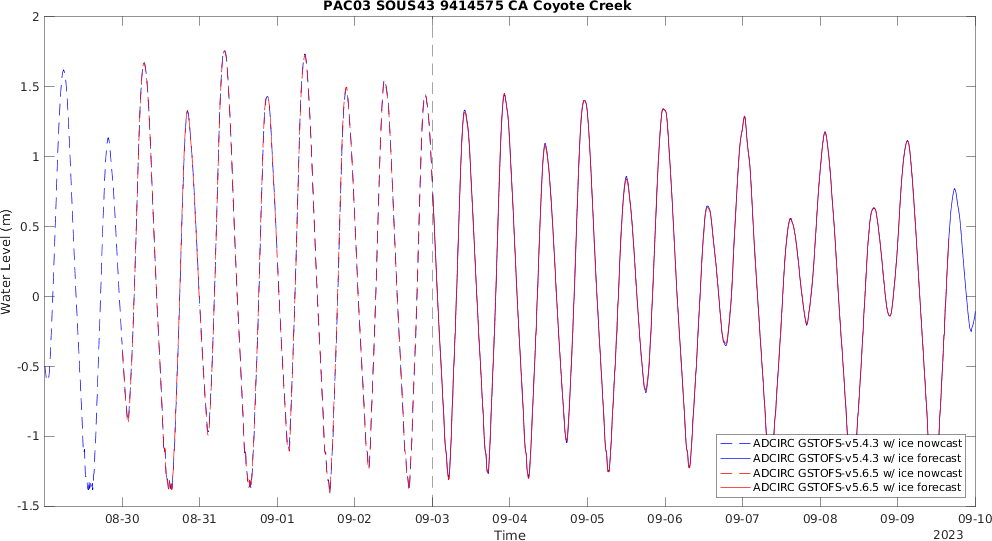 PAC03 SOUS43 9414575 CA Coyote Creek
2
1.5
1
0.5
0
-0.5
-1
-1.5
Water Level (m)
08-30 08-31 09-01 09-02 09-03 09-04 09-05 09-06 09-07 09-08 09-09 09-10
Time
2023
ADCIRC GSTOFS-v5.4.3 w/ ice nowcast
ADCIRC GSTOFS-v5.4.3 w/ ice forecast
ADCIRC GSTOFS-v5.6.5 w/ ice nowcast
ADCIRC GSTOFS-v5.6.5 w/ ice forecast